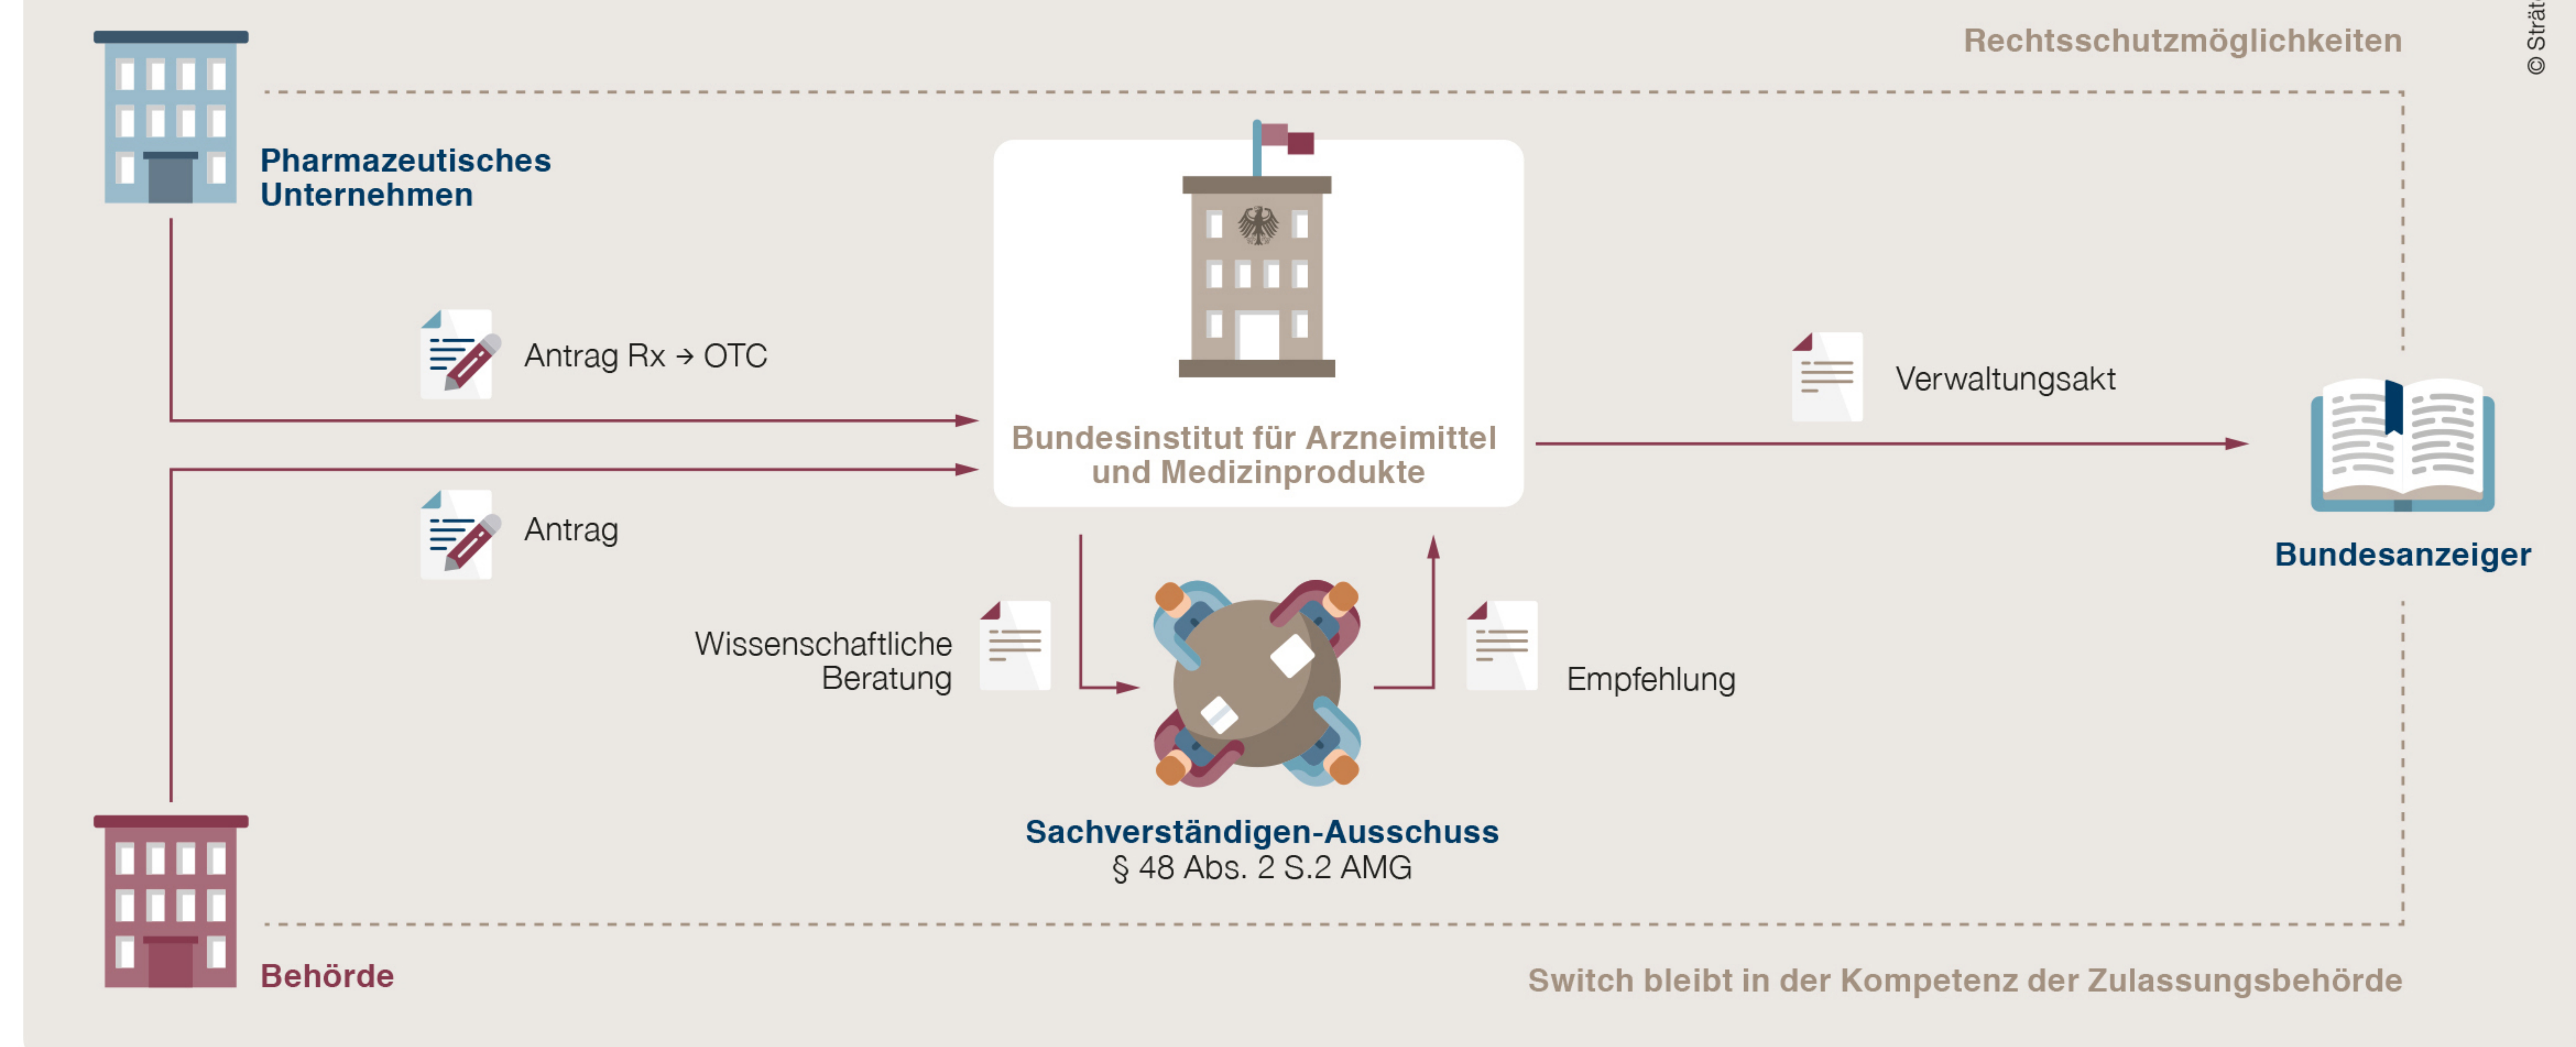 Rechtsschutzmöglichkeiten
© Strät
Pharmazeutisches
Unternehmen
Antrag Rx → OTC
Verwaltungsakt
Bundesinstitut für Arzneimittel
und Medizinprodukte
Antrag
Bundesanzeiger
Wissenschaftliche
Beratung
Empfehlung
Sachverständigen-Ausschuss
§ 48 Abs. 2 S.2 AMG
Behörde
Switch bleibt in der Kompetenz der Zulassungsbehörde